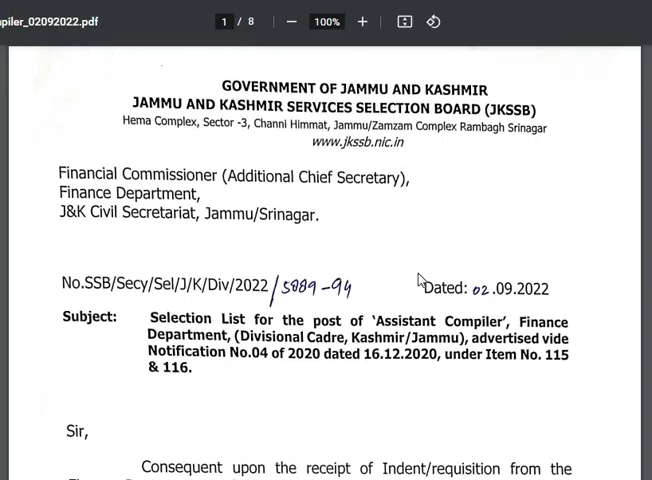 piler_02092022.pdf
1 / 8
100%
GOVERNMENT OF JAMMU AND KASHMIR
JAMMU AND KASHMIR SERVICES SELECTION BOARD (JKSSB)
Hema Complex, Sector -3, Channi Himmat, Jammu/Zamzam Complex Rambagh Srinagar
www.jkssb.nic.in
Financial Commissioner (Additional Chief Secretary),
Finance Department,
J&K Civil Secretariat, Jammu/Srinagar.
No.SSB/Secy/Sel/J/K/Div/2022/5889-94 Dated: 02.09.2022
Subject: Selection List for the post of 'Assistant Compiler', Finance
Department, (Divisional Cadre, Kashmir/Jammu), advertised vide
Notification No.04 of 2020 dated 16.12.2020, under Item No. 115
& 116.
Sir,
Consequent upon the receipt of Indent/requisition from the